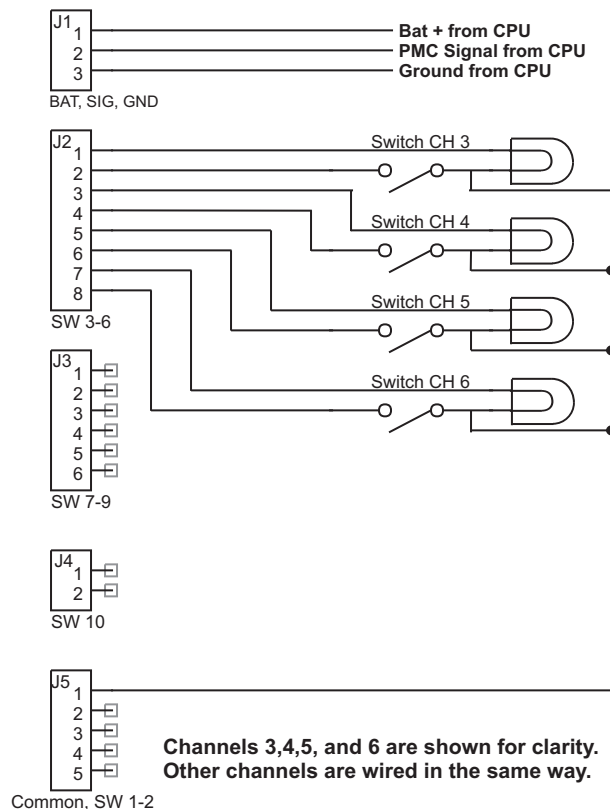 J1
1 Bat + from CPU
2 PMC Signal from CPU
3 Ground from CPU
BAT, SIG, GND
J2
Switch CH 3
1
2
3
Switch CH 4
4
5
6
Switch CH 5
7
8
SW 3-6
J3
1
Switch CH 6
2
3
4
5
6
SW 7-9
J4
1
2
SW 10
J5
1
2
3
4
5
Channels 3,4,5, and 6 are shown for clarity.
Other channels are wired in the same way.
Common, SW 1-2